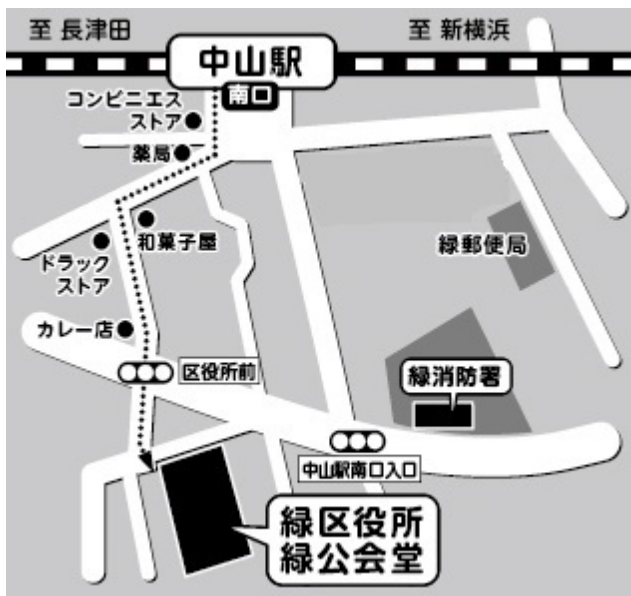 至 長津田
至 新横浜
中山駅
南口
コンビニエス
ストア
薬局
和菓子屋
ドラック
ストア
緑郵便局
カレー店
区役所前
緑消防署
中山駅南口入口
緑区役所
緑公会堂